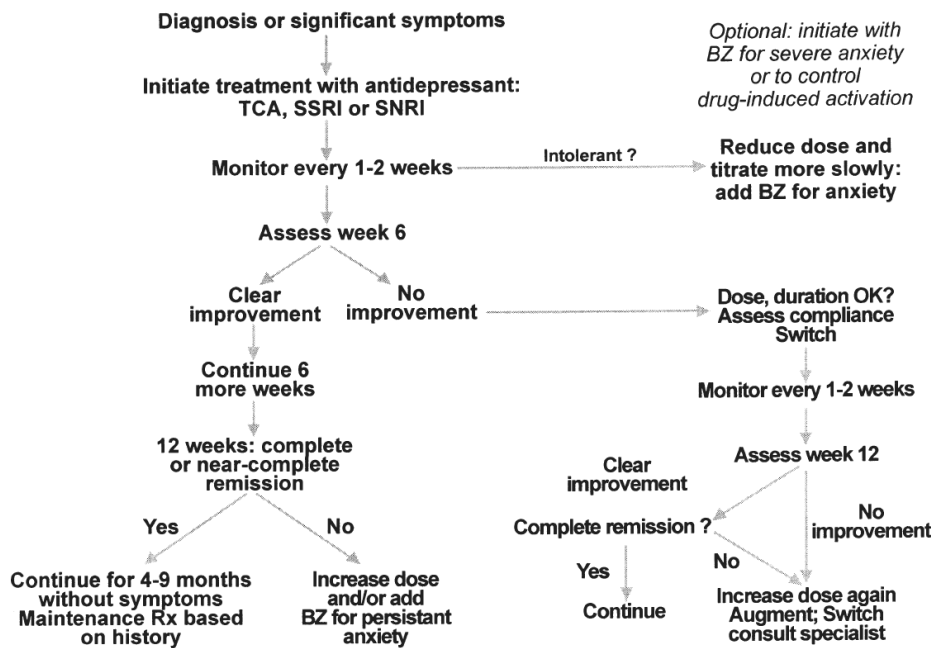 Diagnosis or significant symptoms
Optional: initiate with
BZ for severe anxiety
or to control
drug-induced activation
Initiate treatment with antidepressant:
TCA, SSRI or SNRI
Monitor every 1-2 weeks
Intolerant ?
Reduce dose and
titrate more slowly:
add BZ for anxiety
Assess week 6
Clear
improvement
No
improvement
Dose, duration OK?
Assess compliance
Switch
Continue 6
more weeks
Monitor every 1-2 weeks
12 weeks: complete
or near-complete
remission
Assess week 12
Clear
improvement
No
improvement
Complete remission ?
Yes
No
Yes
No
Continue for 4-9 months
without symptoms
Maintenance Rx based
on history
Increase dose
and/or add
BZ for persistant
anxiety
Continue
Increase dose again
Augment; Switch
consult specialist